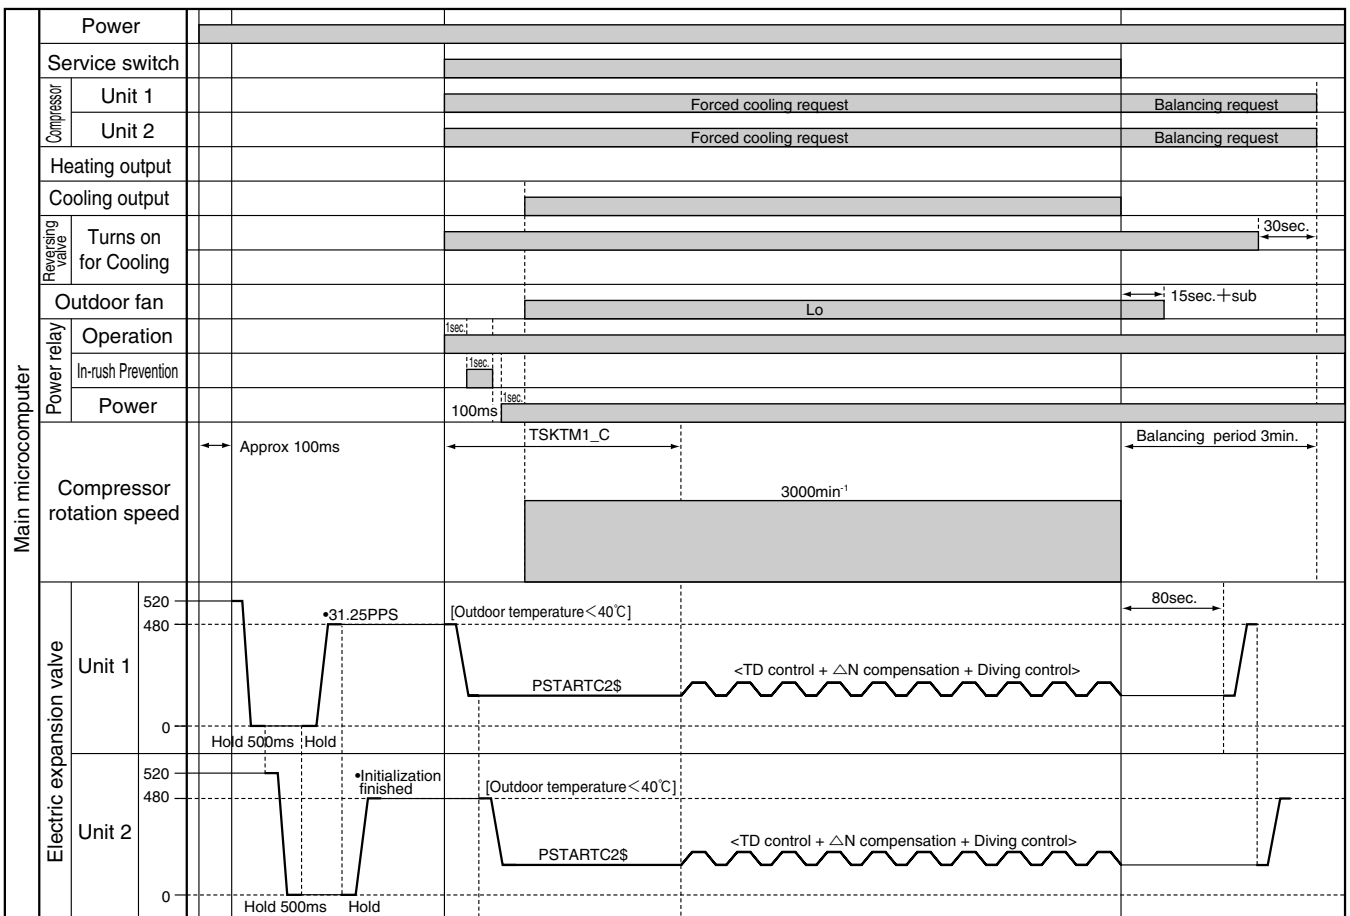 Main microcomputer
Power
Service switch
Compressor
Unit 1
Forced cooling request
Balancing request
Unit 2
Forced cooling request
Balancing request
Heating output
Cooling output
Reversing valve
Turns on
for Cooling
30sec.
Outdoor fan
Lo
15sec.+sub
Power relay
Operation
1sec.
In-rush Prevention
1sec.
Power
100ms
1sec.
Compressor
rotation speed
Approx 100ms
TSKTM1_C
Balancing period 3min.
3000min-1
Electric expansion valve
Unit 1
520
480
0
•31.25PPS
[Outdoor temperature<40℃]
80sec.
PSTARTC2$
<TD control + △N compensation + Diving control>
Hold 500ms
Hold
Unit 2
520
480
0
•Initialization
finished
[Outdoor temperature<40℃]
PSTARTC2$
<TD control + △N compensation + Diving control>
Hold 500ms
Hold